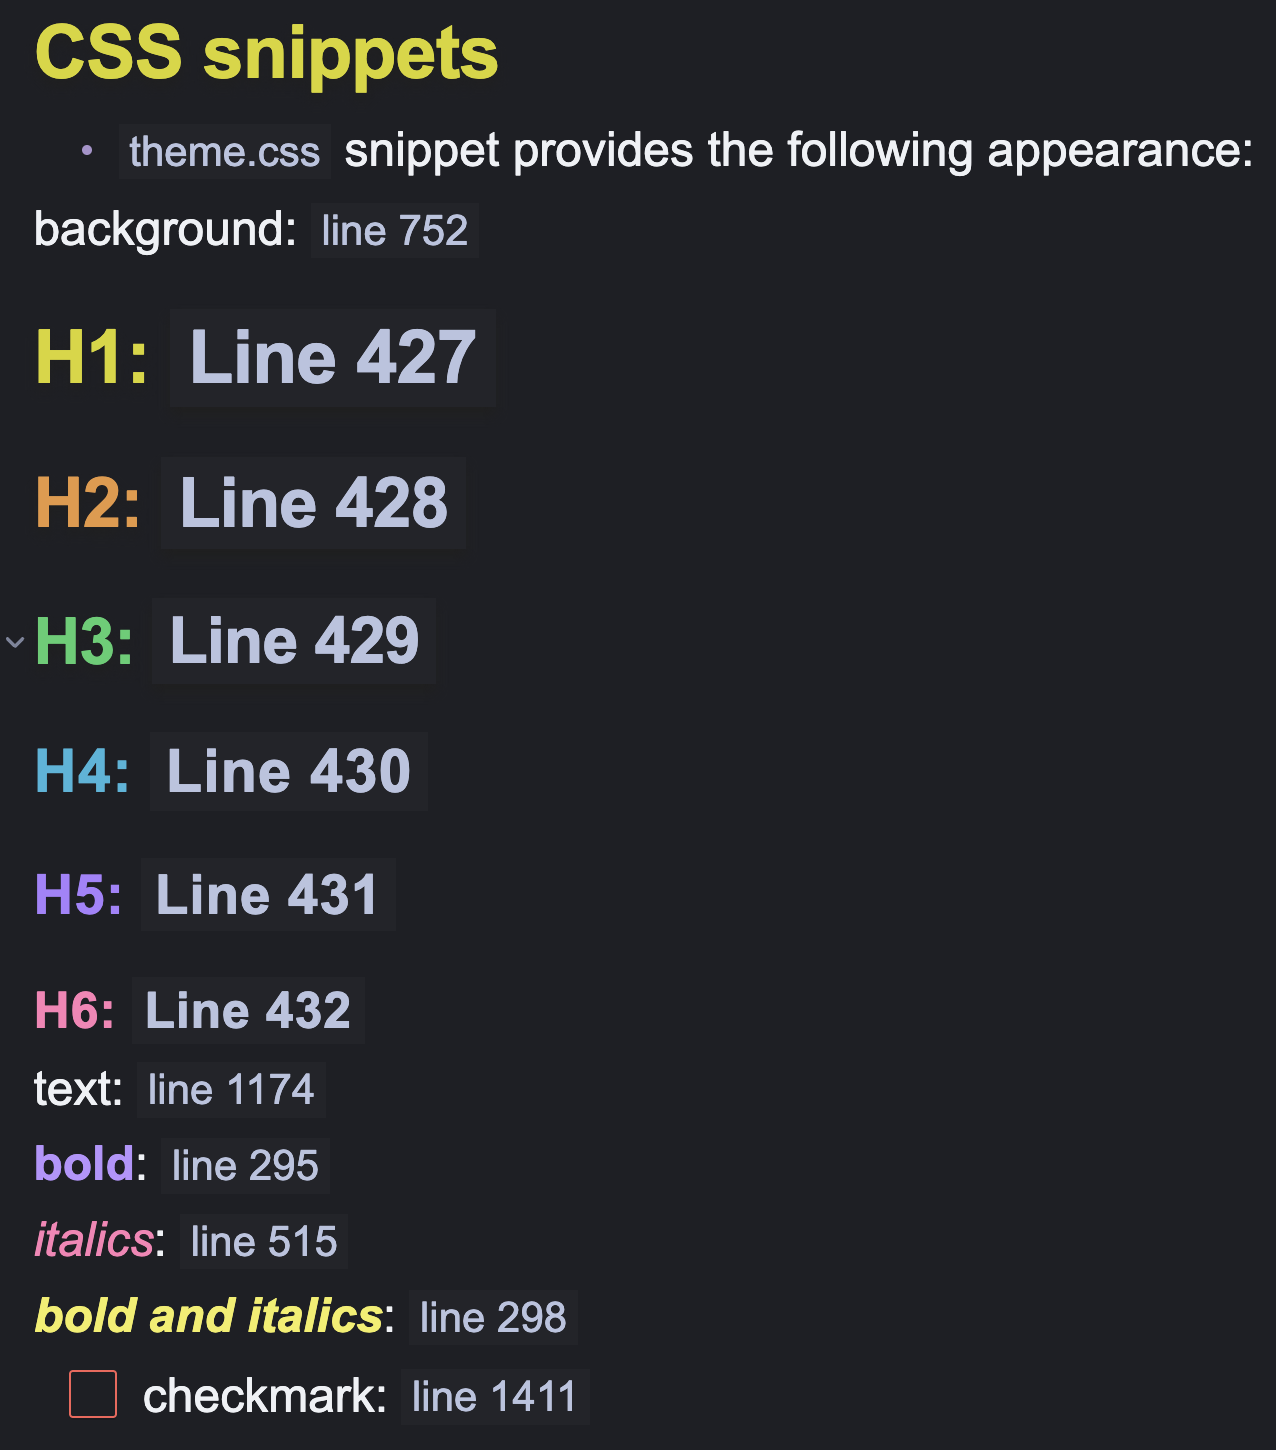 CSS snippets
• theme.css snippet provides the following appearance:
background: line 752
H1: Line 427
H2: Line 428
H3: Line 429
H4: Line 430
H5: Line 431
H6: Line 432
text: line 1174
bold: line 295
italics: line 515
bold and italics: line 298
checkmark: line 1411